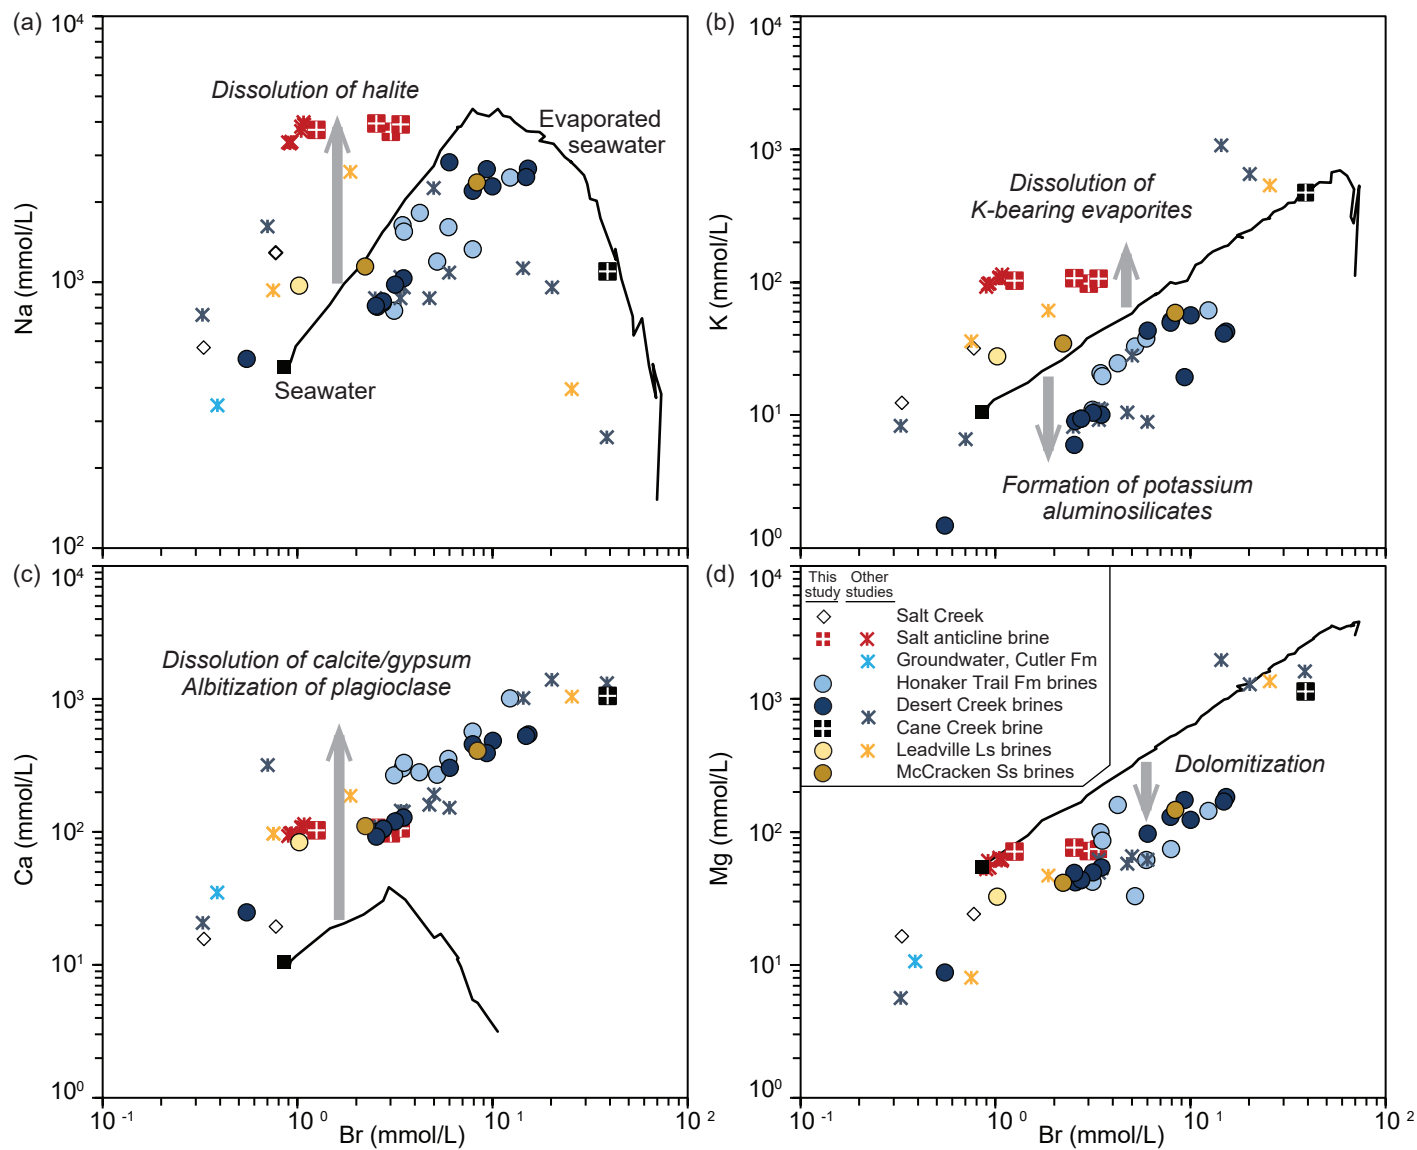 (a)
10⁴
Dissolution of halite
Evaporated
seawater
Na (mmol/L)
10³
Seawater
10²
(b)
10⁴
10³
Dissolution of
K-bearing evaporites
K (mmol/L)
10²
10¹
Formation of potassium
aluminosilicates
10⁰
(c)
10⁴
Dissolution of calcite/gypsum
Albitization of plagioclase
10³
Ca (mmol/L)
10²
10¹
10⁰
10⁻¹
10⁰
10¹
10²
Br (mmol/L)
(d)
10⁴
This study
Other studies
Salt Creek
Salt anticline brine
Groundwater, Cutler Fm
Honaker Trail Fm brines
Desert Creek brines
Cane Creek brine
Leadville Ls brines
McCracken Ss brines
10³
Dolomitization
Mg (mmol/L)
10²
10¹
10⁰
10⁻¹
10⁰
10¹
10²
Br (mmol/L)